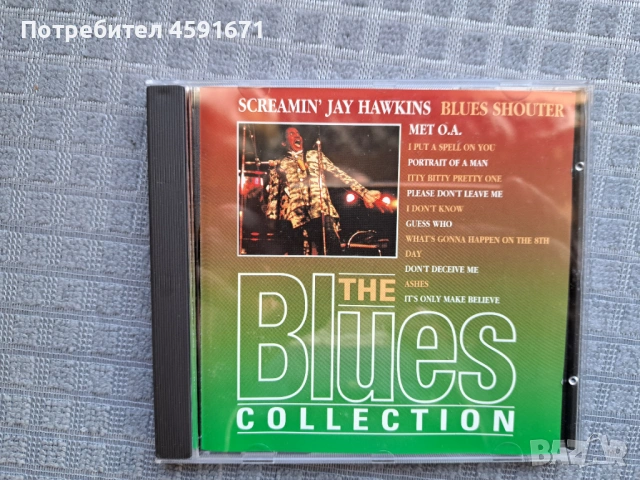 Потребител 4591671
SCREAMIN' JAY HAWKINS BLUES SHOUTER
MET O.A.
I PUT A SPELL ON YOU
PORTRAIT OF A MAN
ITTY BITTY PRETTY ONE
PLEASE DON'T LEAVE ME
I DON'T KNOW
GUESS WHO
WHAT'S GONNA HAPPEN ON THE 8TH
DAY
DON'T DECEIVE ME
ASHES
IT'S ONLY MAKE BELIEVE
THE
Blues
COLLECTION
BAZAR